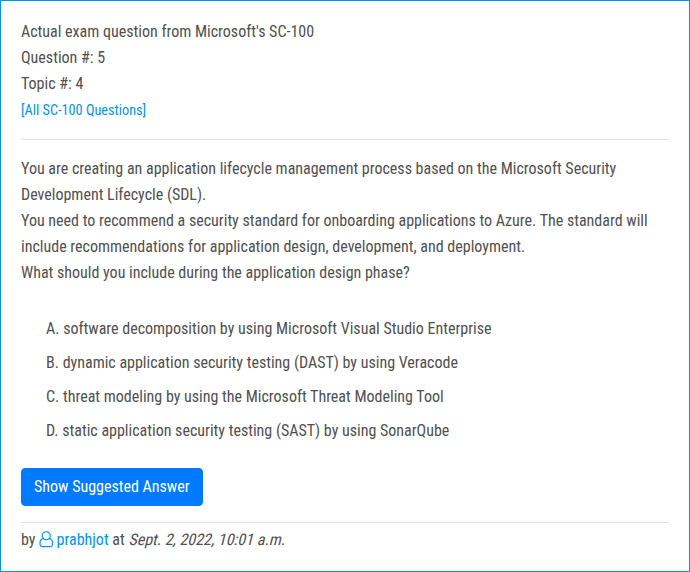 Actual exam question from Microsoft's SC-100
Question #: 5
Topic #: 4
[All SC-100 Questions]
You are creating an application lifecycle management process based on the Microsoft Security
Development Lifecycle (SDL).
You need to recommend a security standard for onboarding applications to Azure. The standard will
include recommendations for application design, development, and deployment.
What should you include during the application design phase?
A. software decomposition by using Microsoft Visual Studio Enterprise
B. dynamic application security testing (DAST) by using Veracode
C. threat modeling by using the Microsoft Threat Modeling Tool
D. static application security testing (SAST) by using SonarQube
Show Suggested Answer
by prabhjot at Sept. 2, 2022, 10:01 a.m.